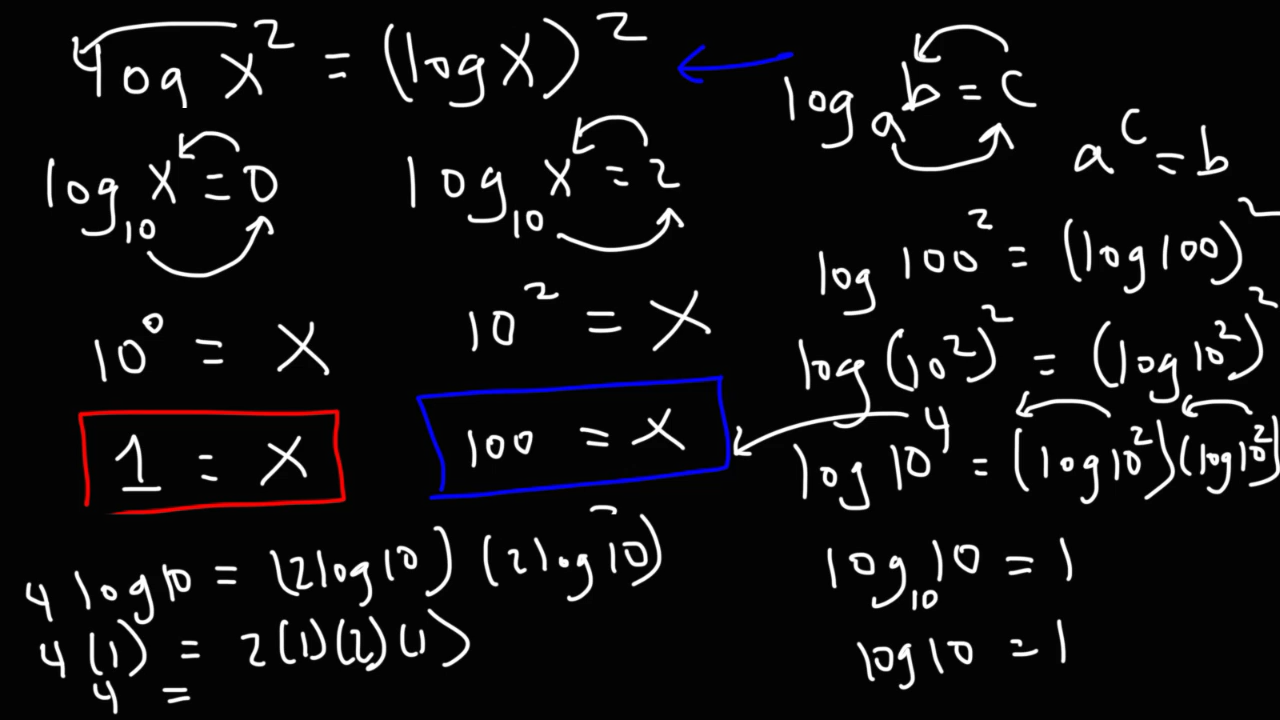 log x² = (log x)²
log₁₀ x = 0
10⁰ = x
1 = x
log₁₀ x = 2
10² = x
100 = x
logₐ b = c
aᶜ = b
log 100² = (log 100)²
log (10²)² = (log 10²)²
log 10⁴ = (log 10²)(log 10²)
4 log 10 = (2 log 10) (2 log 10)
4 (1) = 2 (1) (2) (1)
4 =
log₁₀ 10 = 1
log 10 = 1